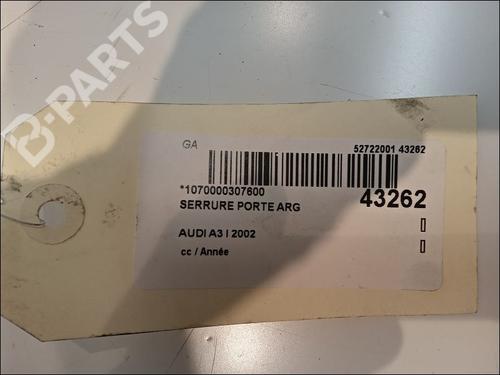 B-PARTS
GA
52722001 43262
*1070000307600
43262
SERRURE PORTE ARG
AUDI A3 I 2002
cc / Année